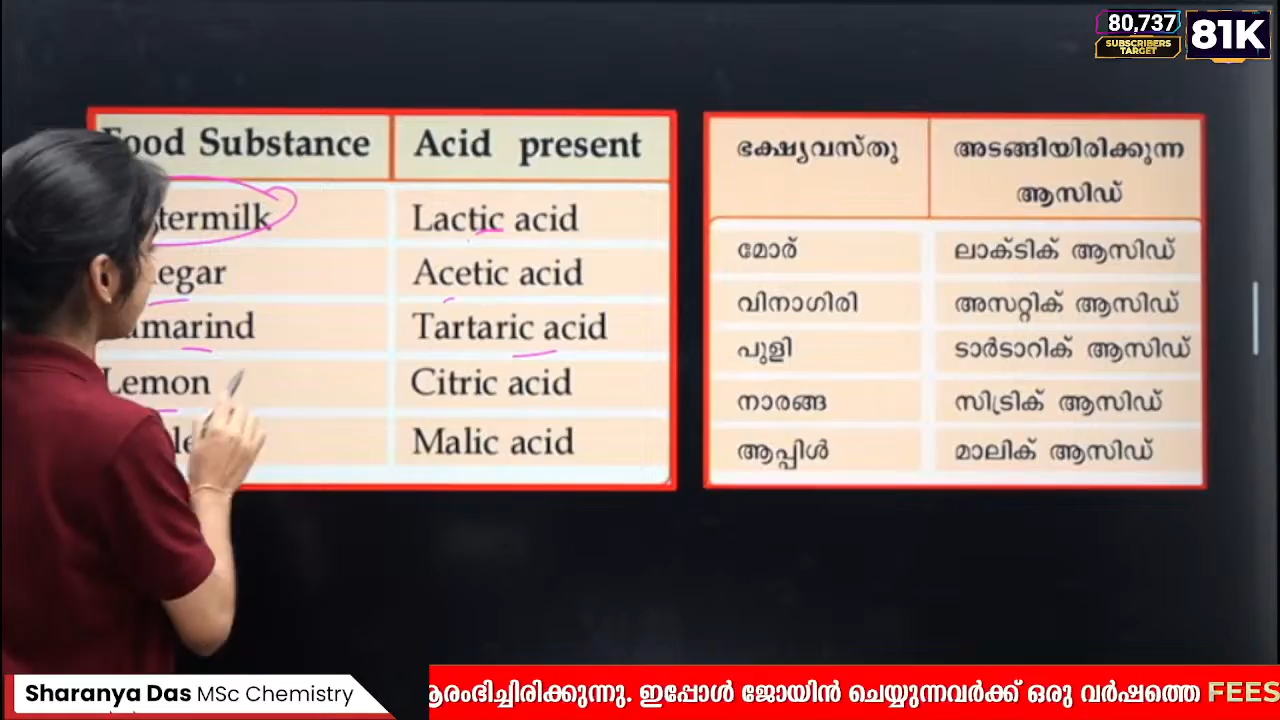 80,737
SUBSCRIBERS
TARGET
81K
Food Substance
Acid present
termilk
Lactic acid
egar
Acetic acid
amarind
Tartaric acid
Lemon
Citric acid
le
Malic acid
ഭക്ഷ്യവസ്തു
അടങ്ങിയിരിക്കുന്ന
ആസിഡ്
മോര്
ലാക്ടിക് ആസിഡ്
വിനാഗിരി
അസറ്റിക് ആസിഡ്
പുളി
ടാർടാറിക് ആസിഡ്
നാരങ്ങ
സിട്രിക് ആസിഡ്
ആപ്പിൾ
മാലിക് ആസിഡ്
Sharanya Das MSc Chemistry
ആരംഭിച്ചിരിക്കുന്നു. ഇപ്പോൾ ജോയിൻ ചെയ്യുന്നവർക്ക് ഒരു വർഷത്തെ FEES